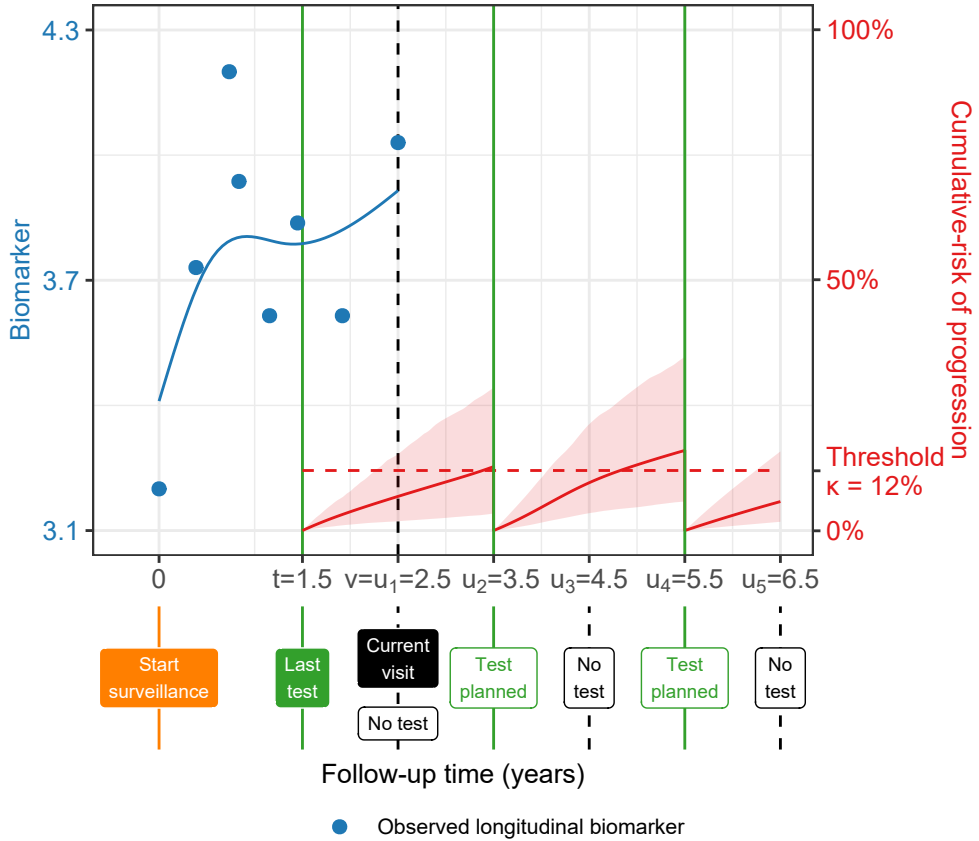 4.3
3.7
3.1
Biomarker
100%
50%
Threshold
κ = 12%
0%
Cumulative-risk of progression
0
t=1.5
v=u₁=2.5
u₂=3.5
u₃=4.5
u₄=5.5
u₅=6.5
Start
surveillance
Last
test
Current
visit
No test
Test
planned
No
test
Test
planned
No
test
Follow-up time (years)
Observed longitudinal biomarker